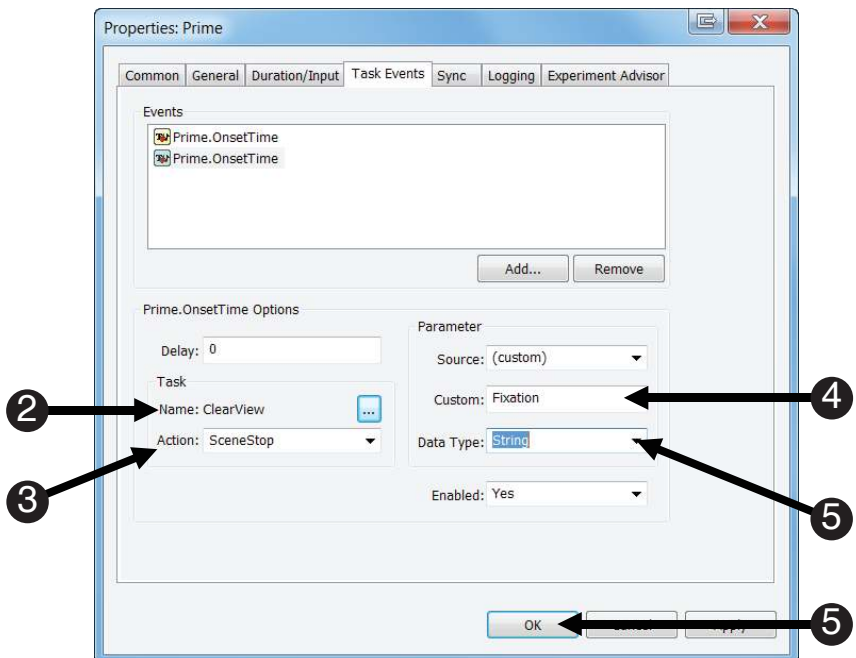 Properties: Prime
Common General Duration/Input Task Events Sync Logging Experiment Advisor
Events
Prime.OnsetTime
Prime.OnsetTime
Add... Remove
Prime.OnsetTime Options
Delay: 0
Task
2 Name: ClearView ...
3 Action: SceneStop
Parameter
Source: (custom)
Custom: Fixation 4
Data Type: String 5
Enabled: Yes
OK 5